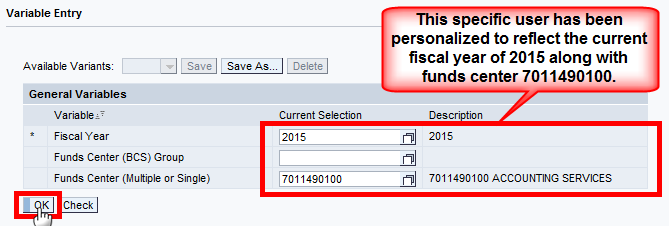 Variable Entry
This specific user has been
personalized to reflect the current
fiscal year of 2015 along with
funds center 7011490100.
Available Variants: Save Save As... Delete
General Variables
Variable Current Selection Description
* Fiscal Year 2015 2015
Funds Center (BCS) Group
Funds Center (Multiple or Single) 7011490100 7011490100 ACCOUNTING SERVICES
OK Check